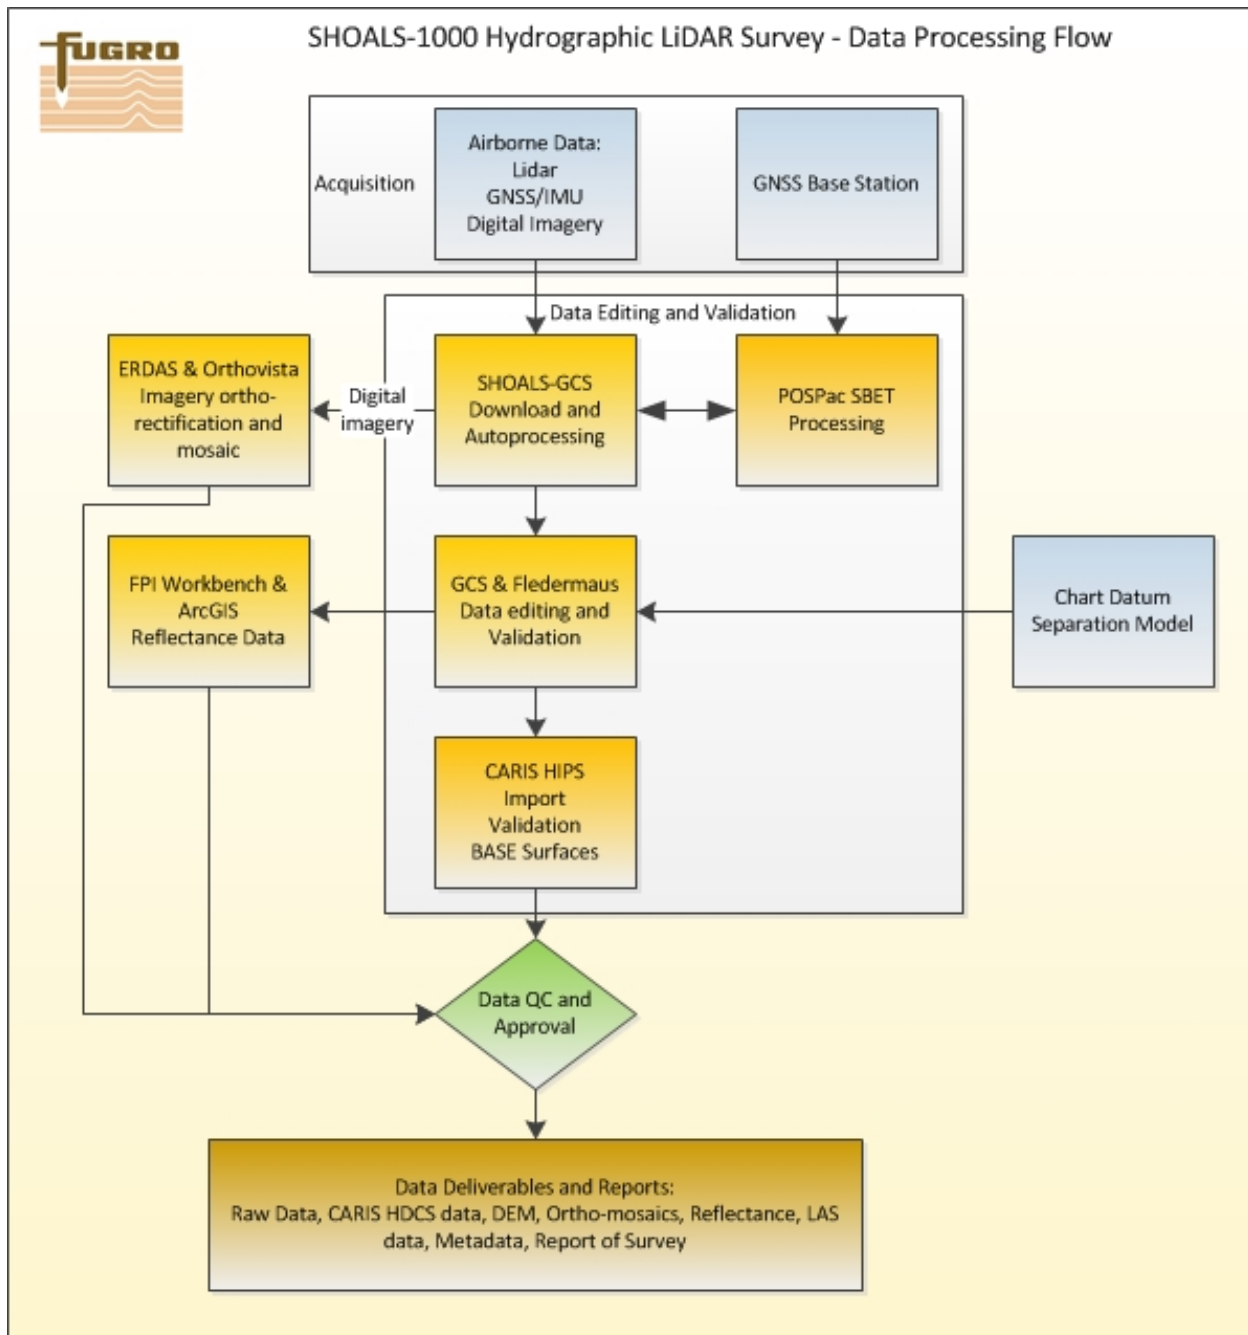 fUGRO
SHOALS-1000 Hydrographic LiDAR Survey - Data Processing Flow
Acquisition
Airborne Data:
Lidar
GNSS/IMU
Digital Imagery
GNSS Base Station
Data Editing and Validation
ERDAS & Orthovista
Imagery ortho-
rectification and
mosaic
Digital
imagery
SHOALS-GCS
Download and
Autoprocessing
POSPac SBET
Processing
FPI Workbench &
ArcGIS
Reflectance Data
GCS & Fledermaus
Data editing and
Validation
Chart Datum
Separation Model
CARIS HIPS
Import
Validation
BASE Surfaces
Data QC and
Approval
Data Deliverables and Reports:
Raw Data, CARIS HDCS data, DEM, Ortho-mosaics, Reflectance, LAS
data, Metadata, Report of Survey